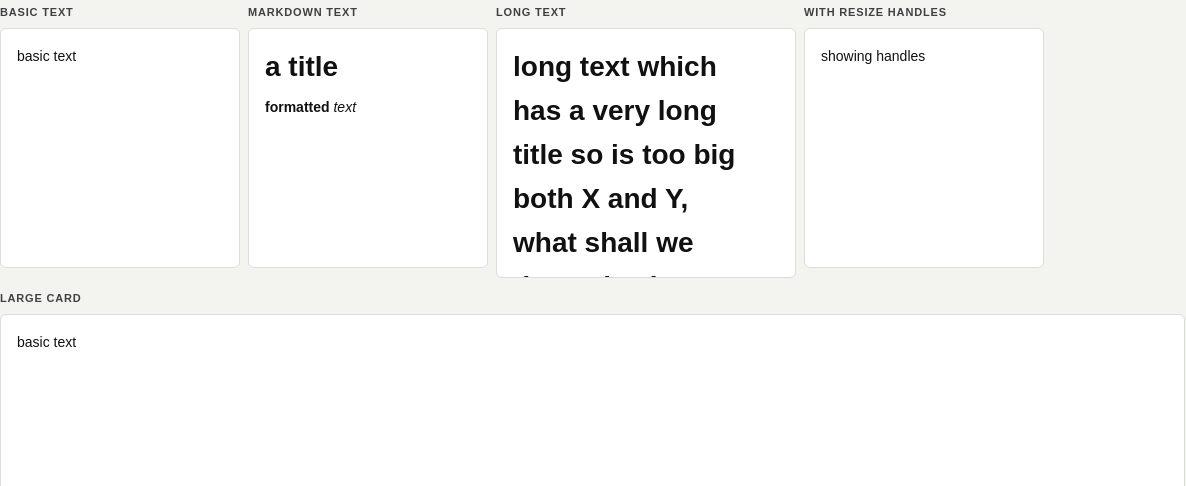 BASIC TEXT
basic text
MARKDOWN TEXT
a title
formatted text
LONG TEXT
long text which
has a very long
title so is too big
both X and Y,
what shall we
WITH RESIZE HANDLES
showing handles
LARGE CARD
basic text